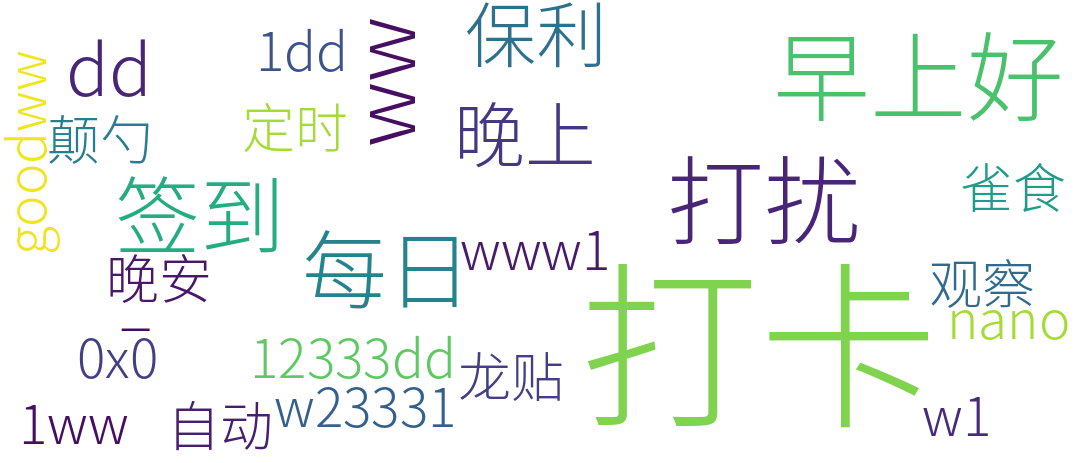 保利
dd
1dd
ww
早上好
定时
晚上
颠勺
goodww
打扰
雀食
签到
每日
www1
晚安
观察
打卡
nano
0x0̅
12333dd
龙贴
w23331
1ww
自动
w1